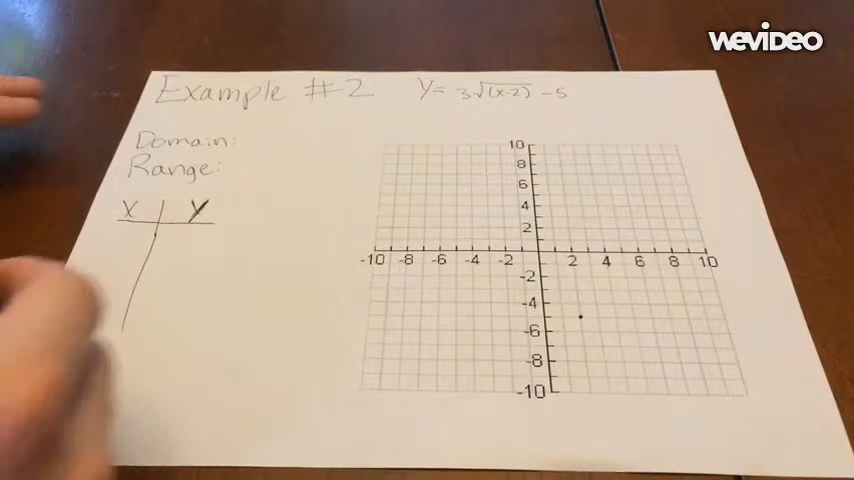 wevideo
Example #2 y = 3√(x-2) -5
Domain:
Range:
X Y
10
8
6
4
2
-10 -8 -6 -4 -2 2 4 6 8 10
-2
-4
-6
-8
-10